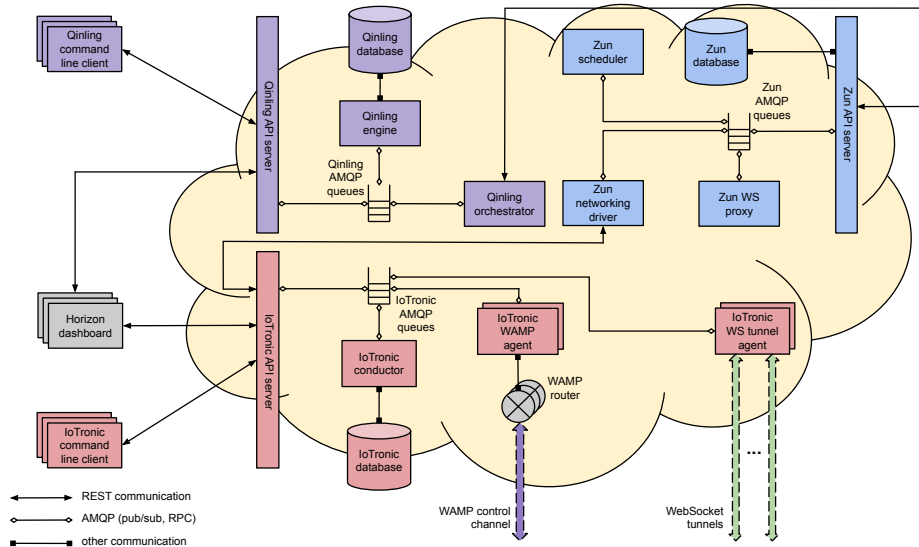 Qinling
command
line client
Qinling API server
Qinling
database
Qinling
engine
Qinling
AMQP
queues
Qinling
orchestrator
Zun
scheduler
Zun
database
Zun
AMQP
queues
Zun API server
Zun
networking
driver
Zun WS
proxy
Horizon
dashboard
IoTronic API server
IoTronic
AMQP
queues
IoTronic
WAMP
agent
IoTronic
WS tunnel
agent
IoTronic
conductor
WAMP
router
IoTronic
command
line client
IoTronic
database
...
REST communication
AMQP (pub/sub, RPC)
other communication
WAMP control
channel
WebSocket
tunnels